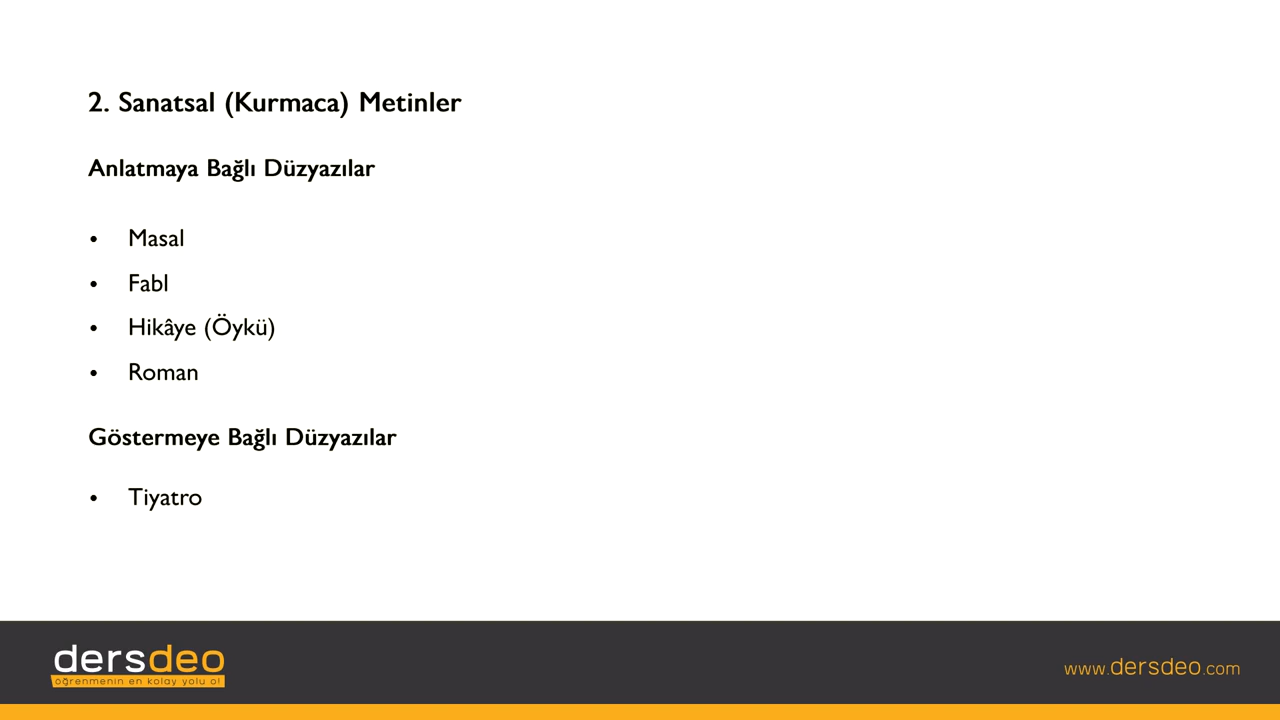 2. Sanatsal (Kurmaca) Metinler
Anlatmaya Bağlı Düzyazılar
• Masal
• Fabl
• Hikâye (Öykü)
• Roman
Göstermeye Bağlı Düzyazılar
• Tiyatro
dersdeo
öğrenmenin en kolay yolu o!
www.dersdeo.com